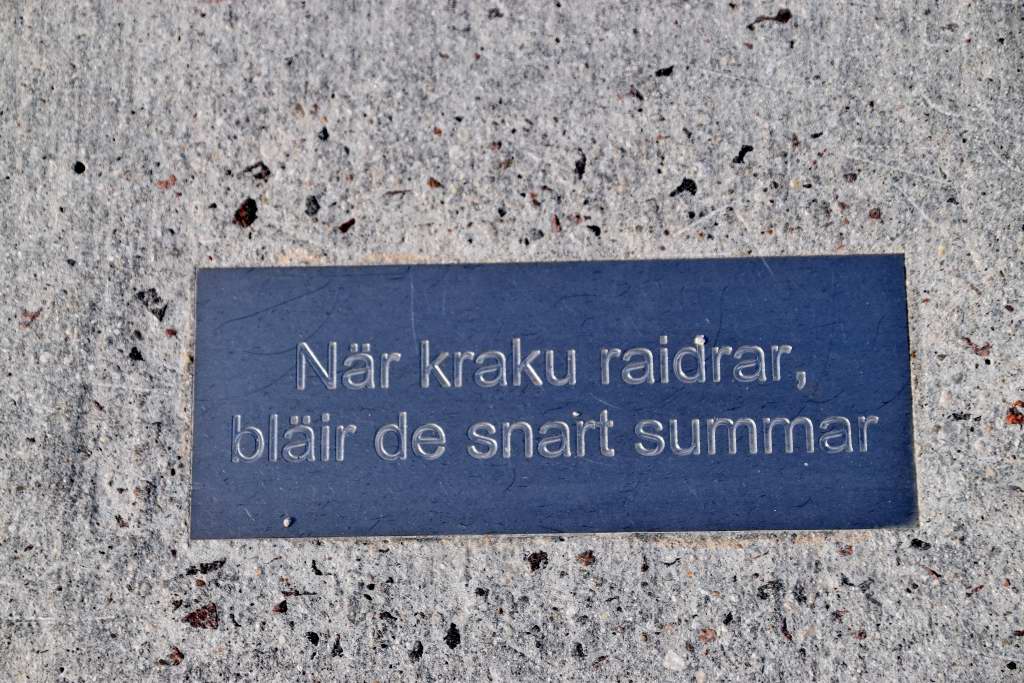 När kraku raidrar,
bläir de snart summar